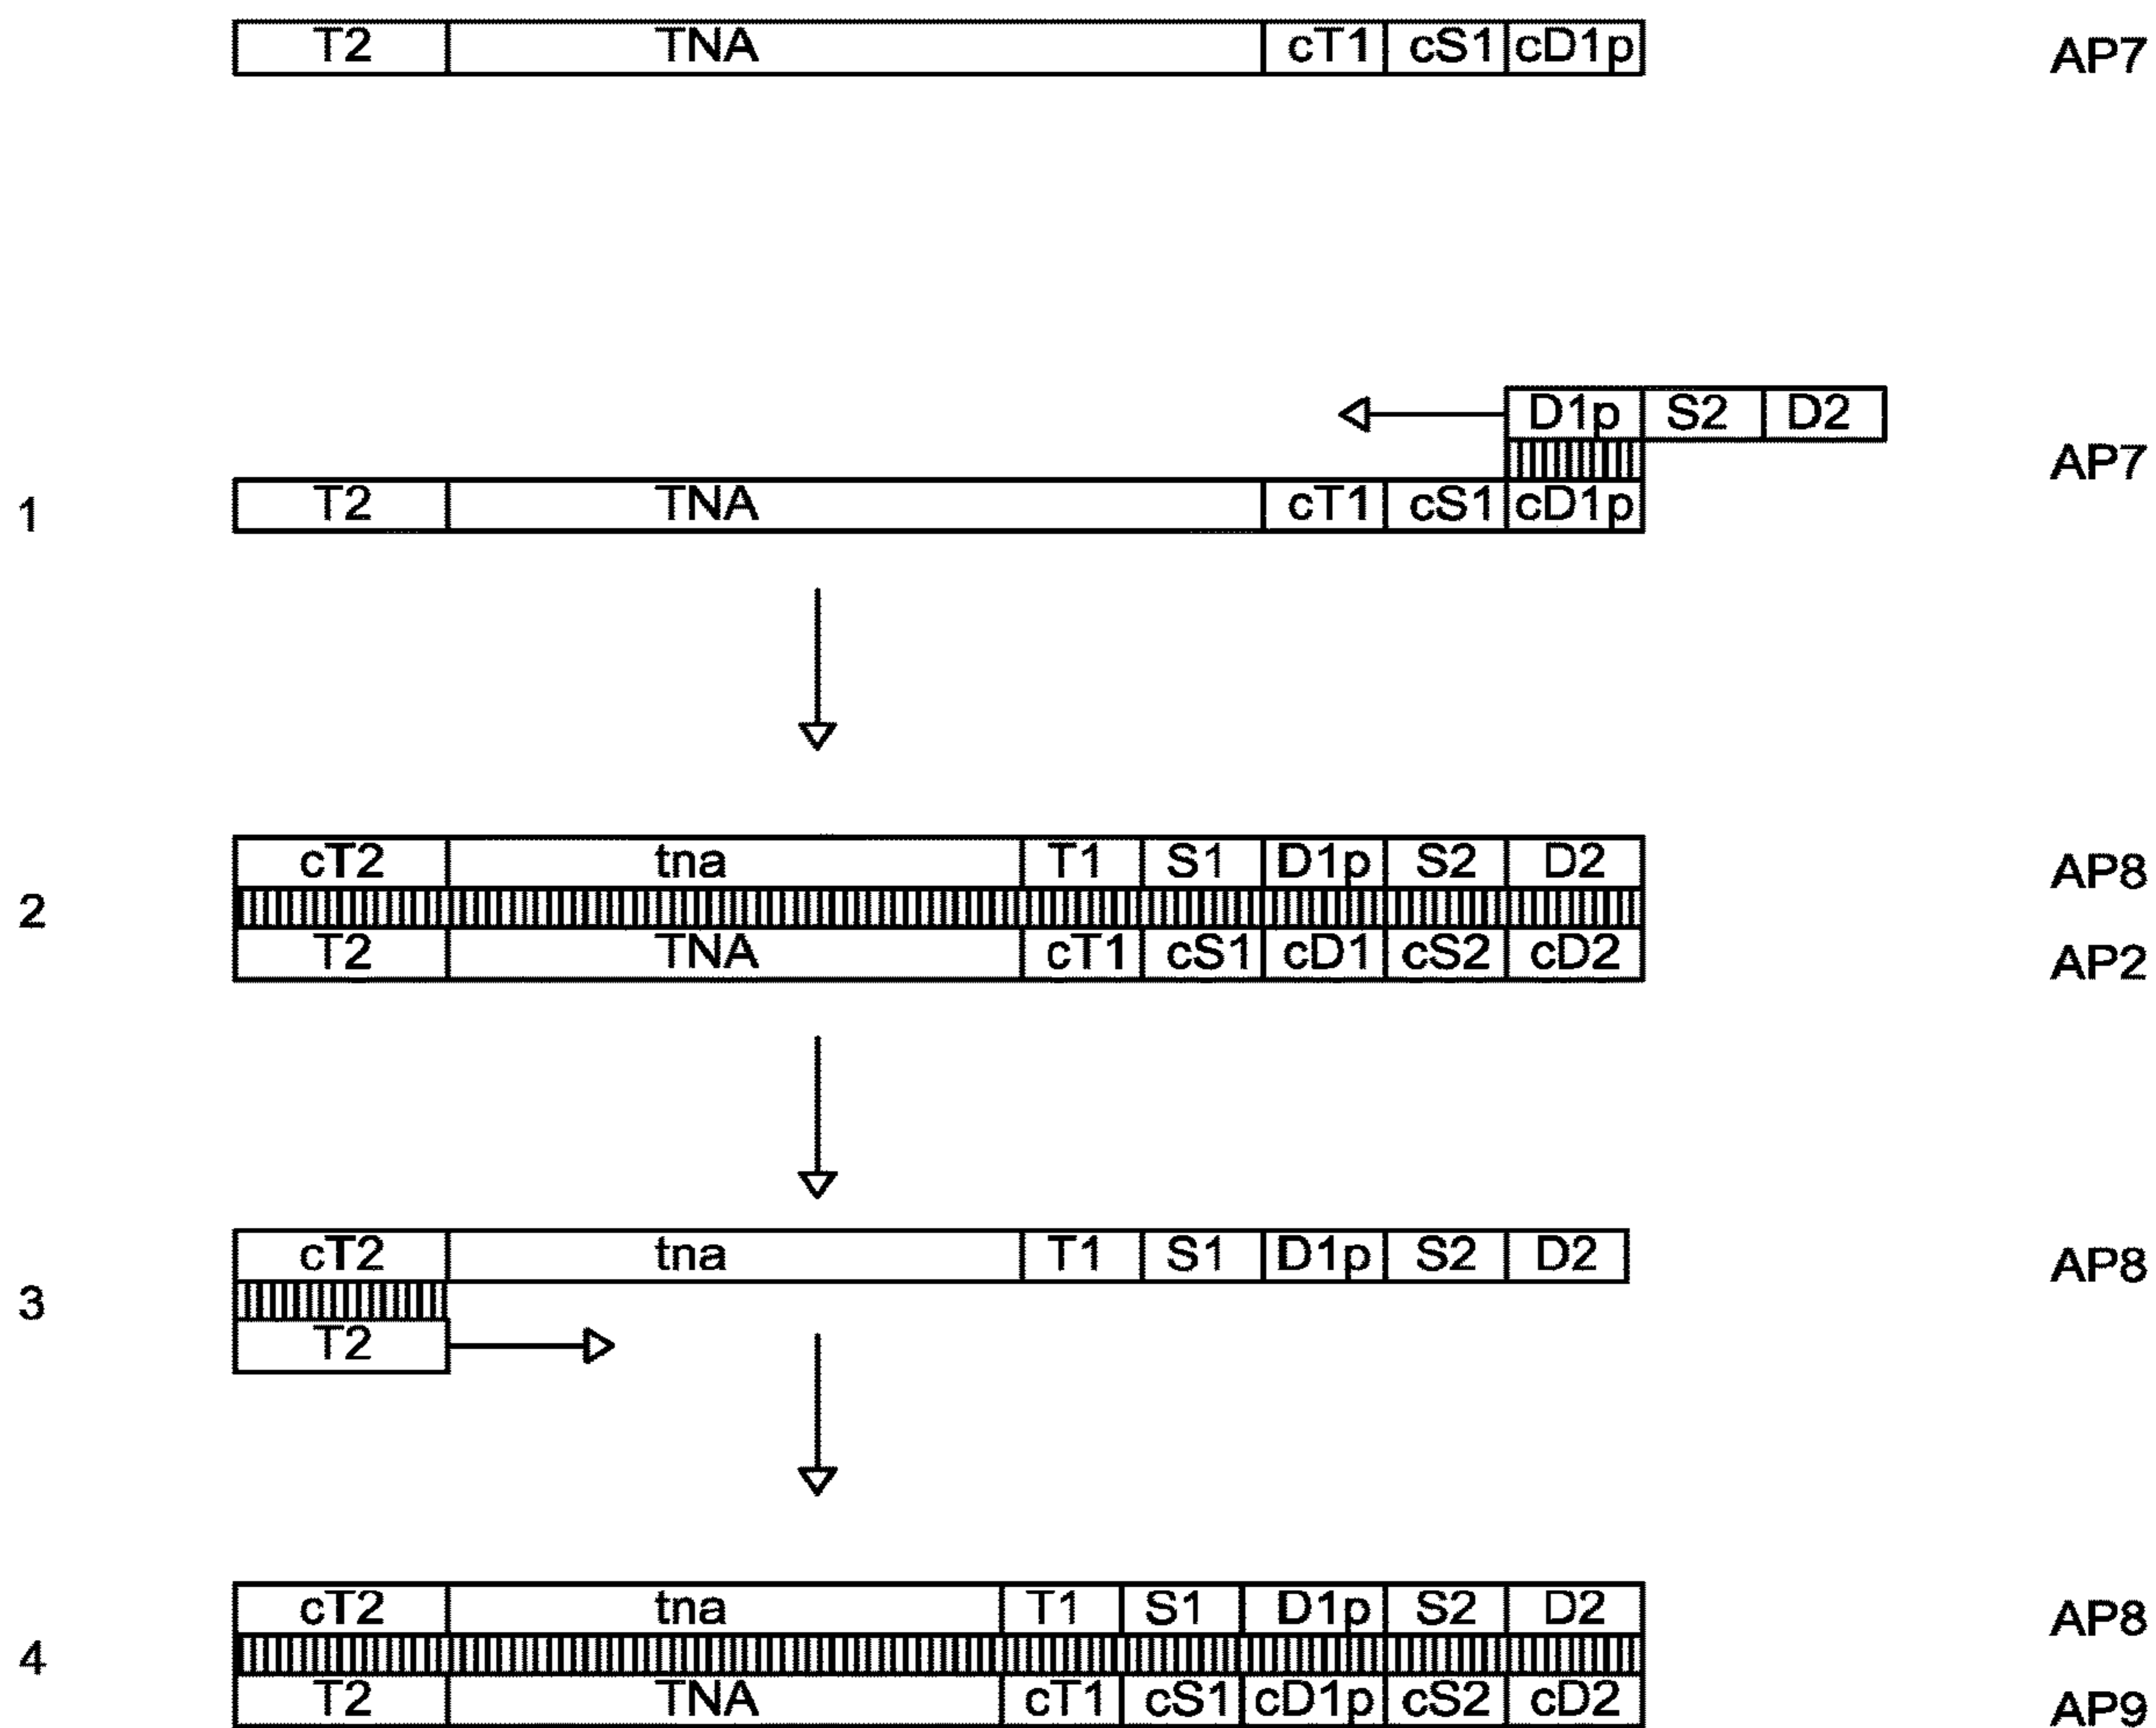 T2 TNA cT1 cS1 cD1p AP7
D1p S2 D2
AP7
1 T2 TNA cT1 cS1 cD1p
cT2 tna T1 S1 D1p S2 D2 AP8
2
T2 TNA cT1 cS1 cD1 cS2 cD2 AP2
cT2 tna T1 S1 D1p S2 D2 AP8
3
T2
cT2 tna T1 S1 D1p S2 D2 AP8
4
T2 TNA cT1 cS1 cD1p cS2 cD2 AP9